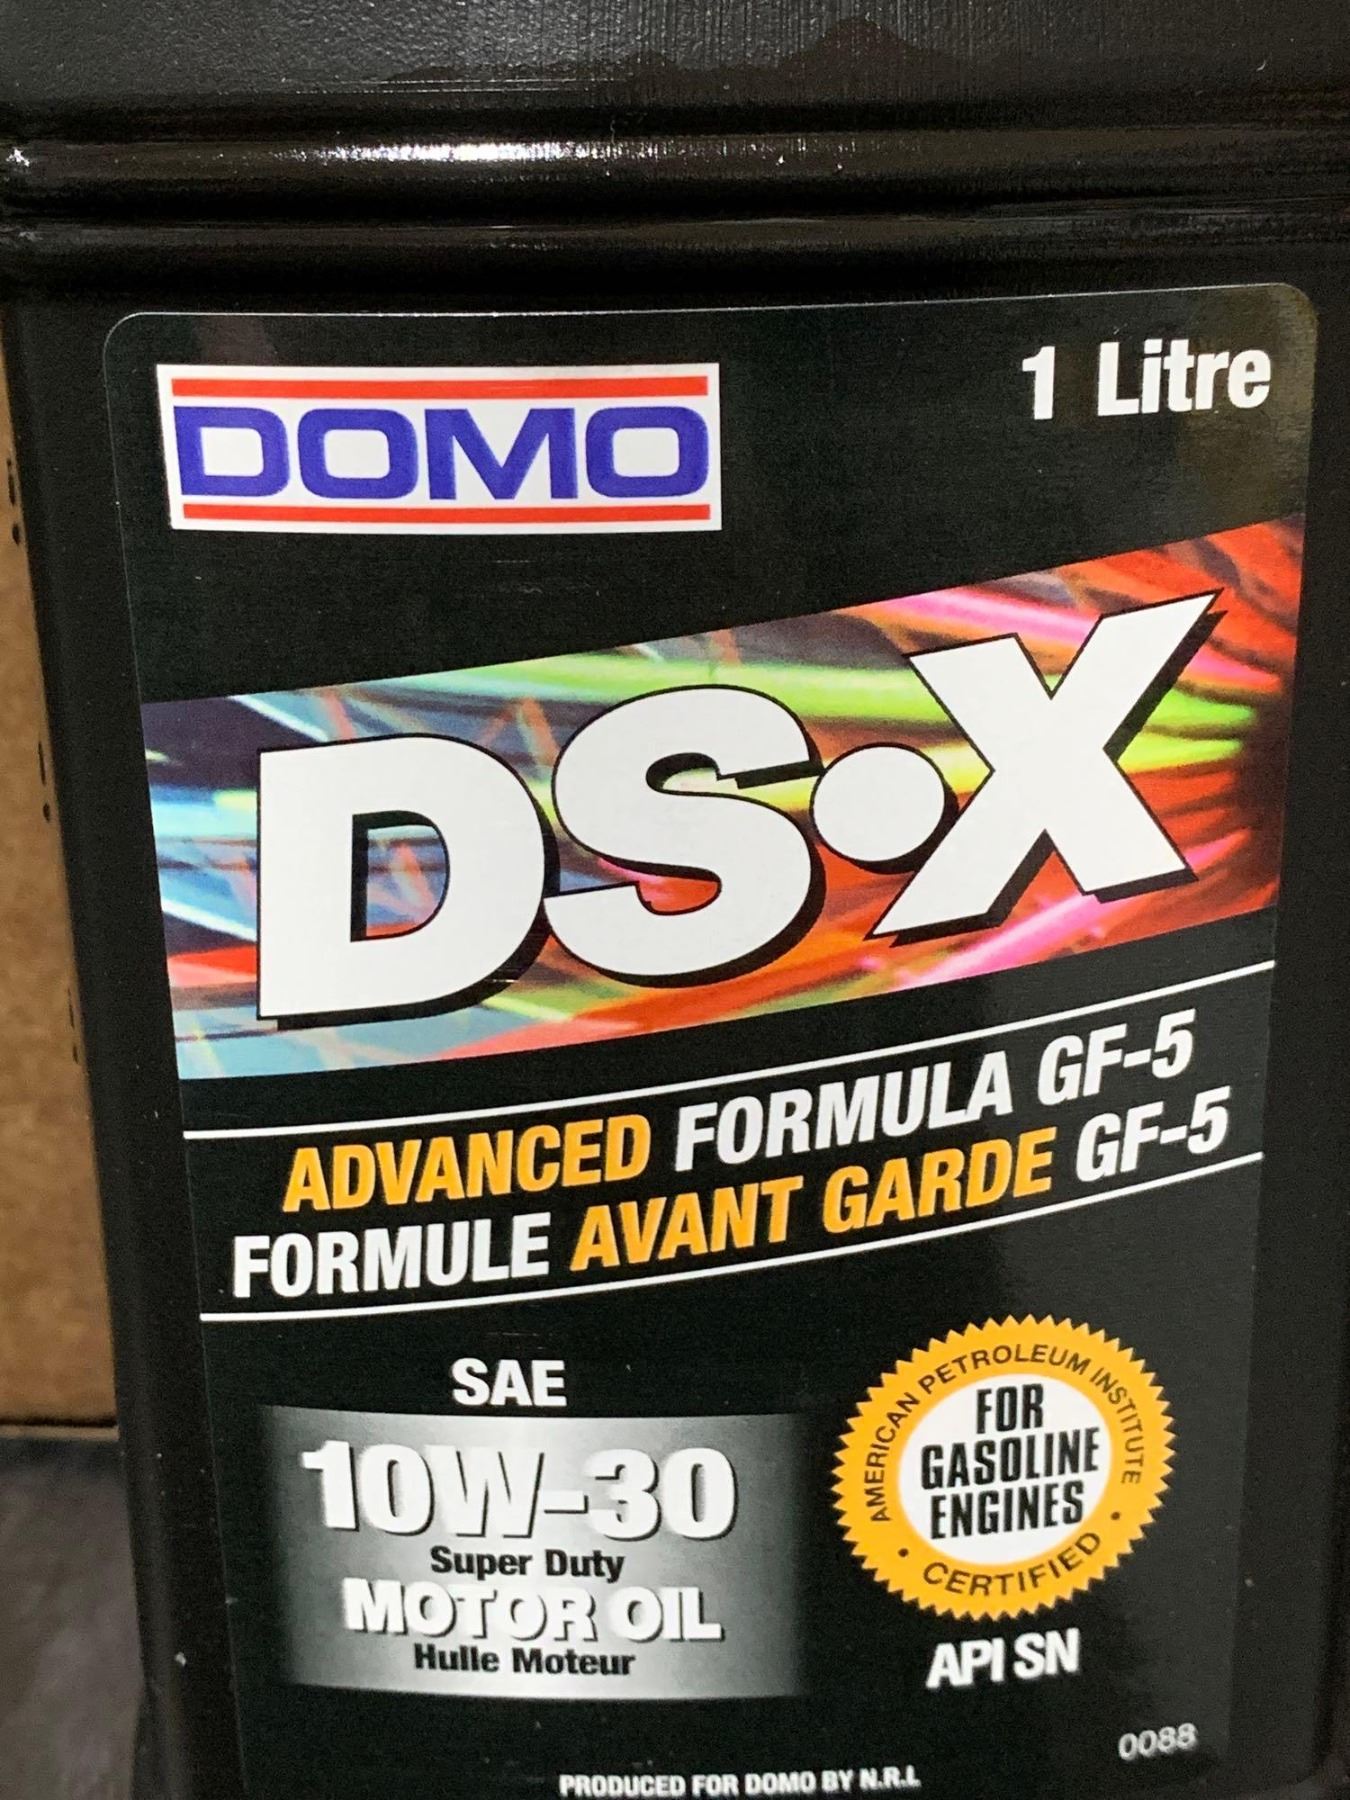 DOMO
1 Litre
DS•X
ADVANCED FORMULA GF-5
FORMULE AVANT GARDE GF-5
SAE
10W-30
Super Duty
MOTOR OIL
Huile Moteur
AMERICAN PETROLEUM INSTITUTE
FOR
GASOLINE
ENGINES
• CERTIFIED •
API SN
0088
PRODUCED FOR DOMO BY N.R.L